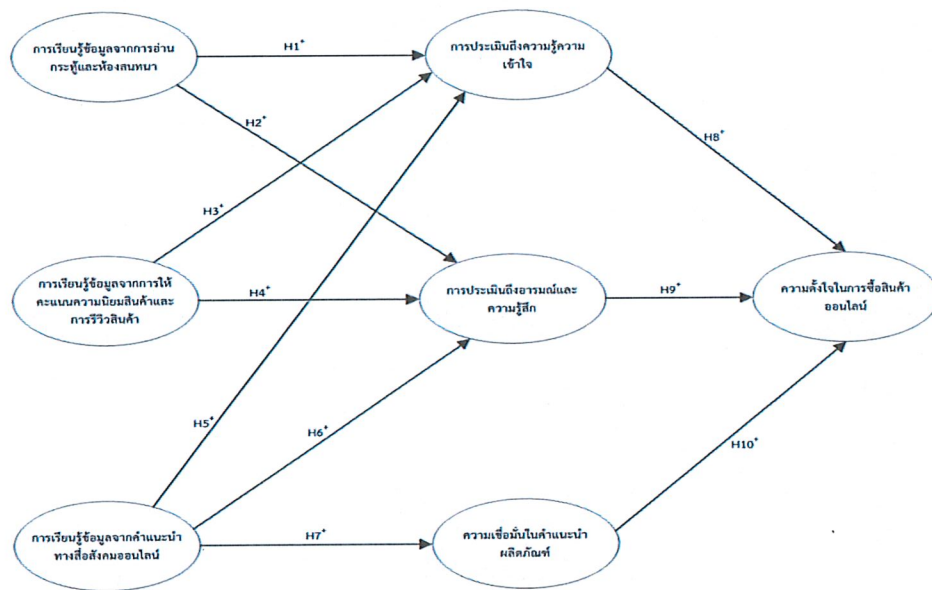 การเรียนรู้ข้อมูลจากการอ่าน
กระทู้และห้องสนทนา
H1⁺
การประเมินถึงความรู้ความ
เข้าใจ
H2⁺
H8⁺
H3⁺
การเรียนรู้ข้อมูลจากการให้
คะแนนความนิยมสินค้าและ
การรีวิวสินค้า
H4⁺
การประเมินถึงอารมณ์และ
ความรู้สึก
H9⁺
ความตั้งใจในการซื้อสินค้า
ออนไลน์
H5⁺
H6⁺
H10⁺
การเรียนรู้ข้อมูลจากคำแนะนำ
ทางสื่อสังคมออนไลน์
H7⁺
ความเชื่อมั่นในคำแนะนำ
ผลิตภัณฑ์